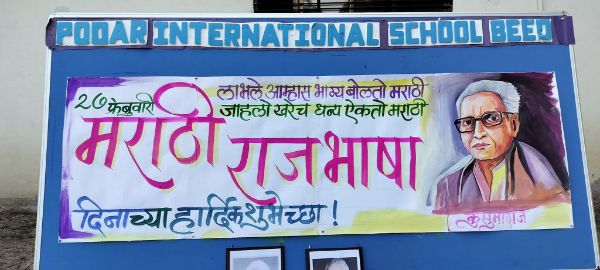 PODAR INTERNATIONAL SCHOOL BEED
२७ फेब्रुवारी
लाभले आम्हास भाग्य बोलतो मराठी
जाहलो खरेच धन्य ऐकतो मराठी
मराठी राजभाषा
दिनाच्या हार्दिक शुभेच्छा !
कुसुमाग्रज